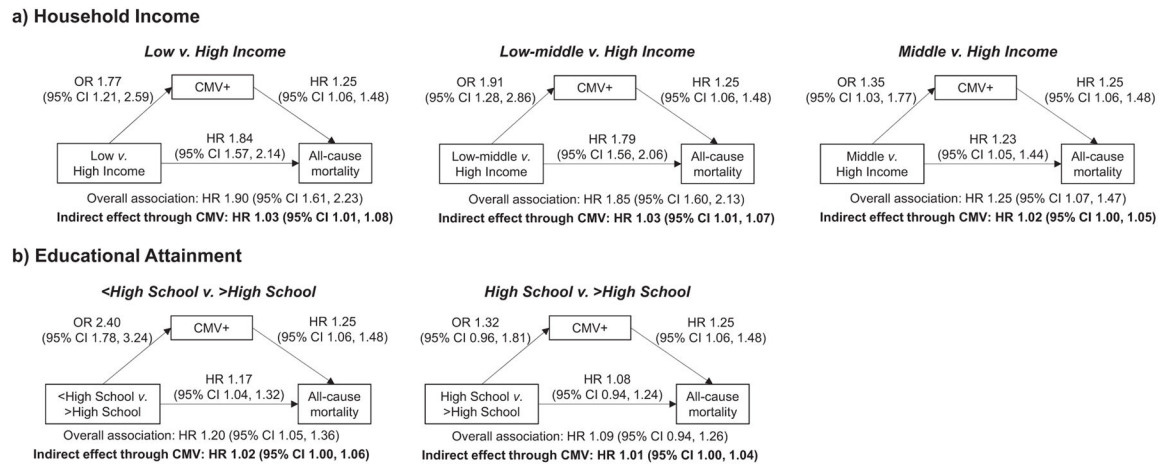 a) Household Income
Low v. High Income
OR 1.77
(95% CI 1.21, 2.59)
CMV+
HR 1.25
(95% CI 1.06, 1.48)
HR 1.84
(95% CI 1.57, 2.14)
Low v.
High Income
All-cause
mortality
Overall association: HR 1.90 (95% CI 1.61, 2.23)
Indirect effect through CMV: HR 1.03 (95% CI 1.01, 1.08)
Low-middle v. High Income
OR 1.91
(95% CI 1.28, 2.86)
CMV+
HR 1.25
(95% CI 1.06, 1.48)
HR 1.79
(95% CI 1.56, 2.06)
Low-middle v.
High Income
All-cause
mortality
Overall association: HR 1.85 (95% CI 1.60, 2.13)
Indirect effect through CMV: HR 1.03 (95% CI 1.01, 1.07)
Middle v. High Income
OR 1.35
(95% CI 1.03, 1.77)
CMV+
HR 1.25
(95% CI 1.06, 1.48)
HR 1.23
(95% CI 1.05, 1.44)
Middle v.
High Income
All-cause
mortality
Overall association: HR 1.25 (95% CI 1.07, 1.47)
Indirect effect through CMV: HR 1.02 (95% CI 1.00, 1.05)
b) Educational Attainment
<High School v. >High School
OR 2.40
(95% CI 1.78, 3.24)
CMV+
HR 1.25
(95% CI 1.06, 1.48)
HR 1.17
(95% CI 1.04, 1.32)
<High School v.
>High School
All-cause
mortality
Overall association: HR 1.20 (95% CI 1.05, 1.36)
Indirect effect through CMV: HR 1.02 (95% CI 1.00, 1.06)
High School v. >High School
OR 1.32
(95% CI 0.96, 1.81)
CMV+
HR 1.25
(95% CI 1.06, 1.48)
HR 1.08
(95% CI 0.94, 1.24)
High School v.
>High School
All-cause
mortality
Overall association: HR 1.09 (95% CI 0.94, 1.26)
Indirect effect through CMV: HR 1.01 (95% CI 1.00, 1.04)